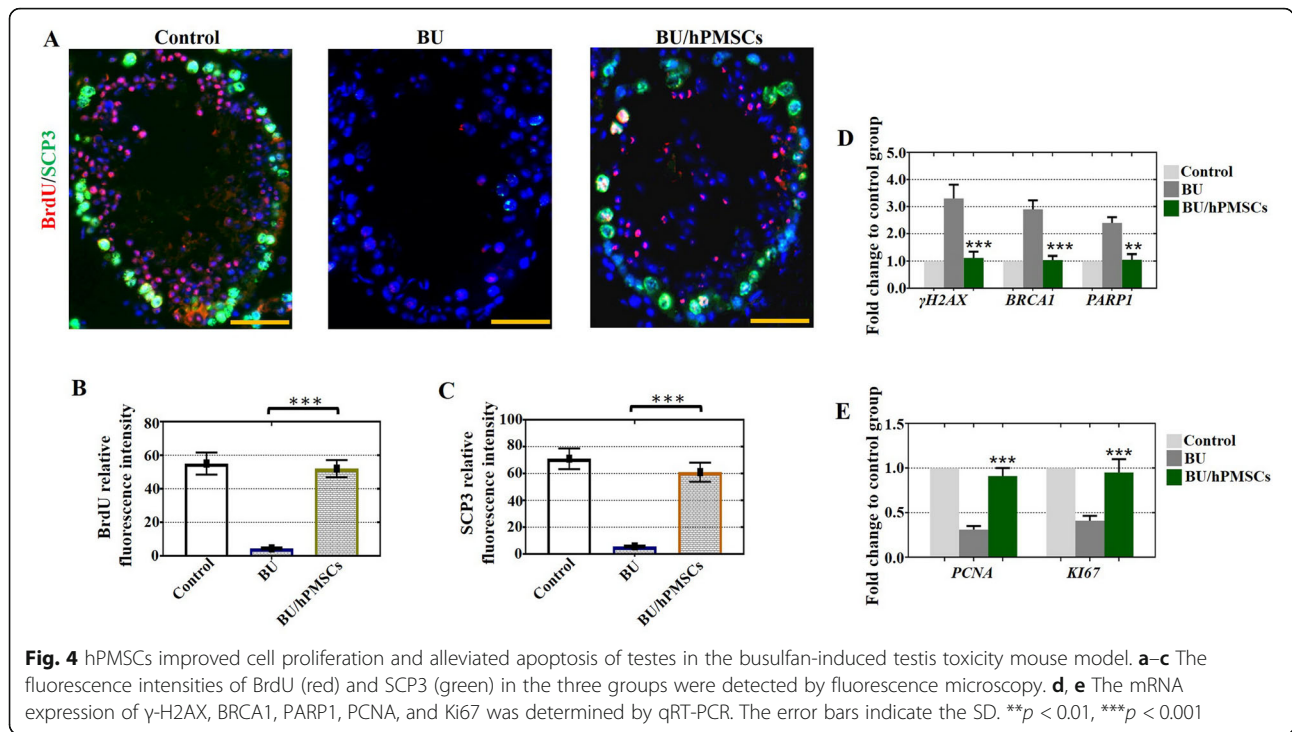 A
Control
BU
BU/hPMSCs
BrdU/SCP3
B
BrdU relative
fluorescence intensity
80
60
40
20
0
***
Control
BU
BU/hPMSCs
C
SCP3 relative
fluorescence intensity
100
80
60
40
20
0
***
Control
BU
BU/hPMSCs
D
Fold change to control group
5.0
4.0
3.0
2.0
1.0
0.0
***
***
**
γH2AX
BRCA1
PARP1
Control
BU
BU/hPMSCs
E
Fold change to control group
1.5
1.0
0.5
0
***
***
PCNA
KI67
Control
BU
BU/hPMSCs
Fig. 4 hPMSCs improved cell proliferation and alleviated apoptosis of testes in the busulfan-induced testis toxicity mouse model. a–c The
fluorescence intensities of BrdU (red) and SCP3 (green) in the three groups were detected by fluorescence microscopy. d, e The mRNA
expression of γ-H2AX, BRCA1, PARP1, PCNA, and Ki67 was determined by qRT-PCR. The error bars indicate the SD. **p < 0.01, ***p < 0.001